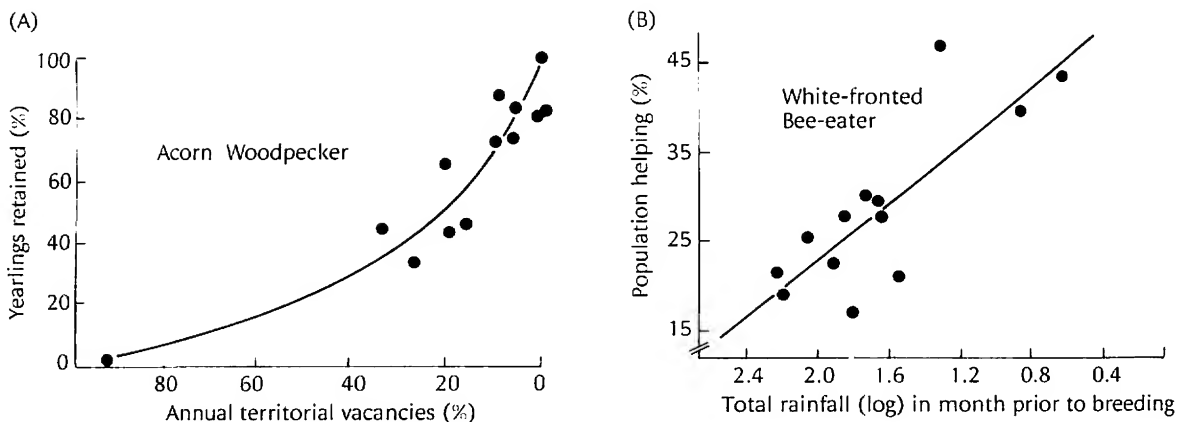 (A)
Yearlings retained (%)
100
80
60
40
20
0
Acorn Woodpecker
80
60
40
20
0
Annual territorial vacancies (%)
(B)
Population helping (%)
45
35
25
15
White-fronted
Bee-eater
2.4
2.0
1.6
1.2
0.8
0.4
Total rainfall (log) in month prior to breeding